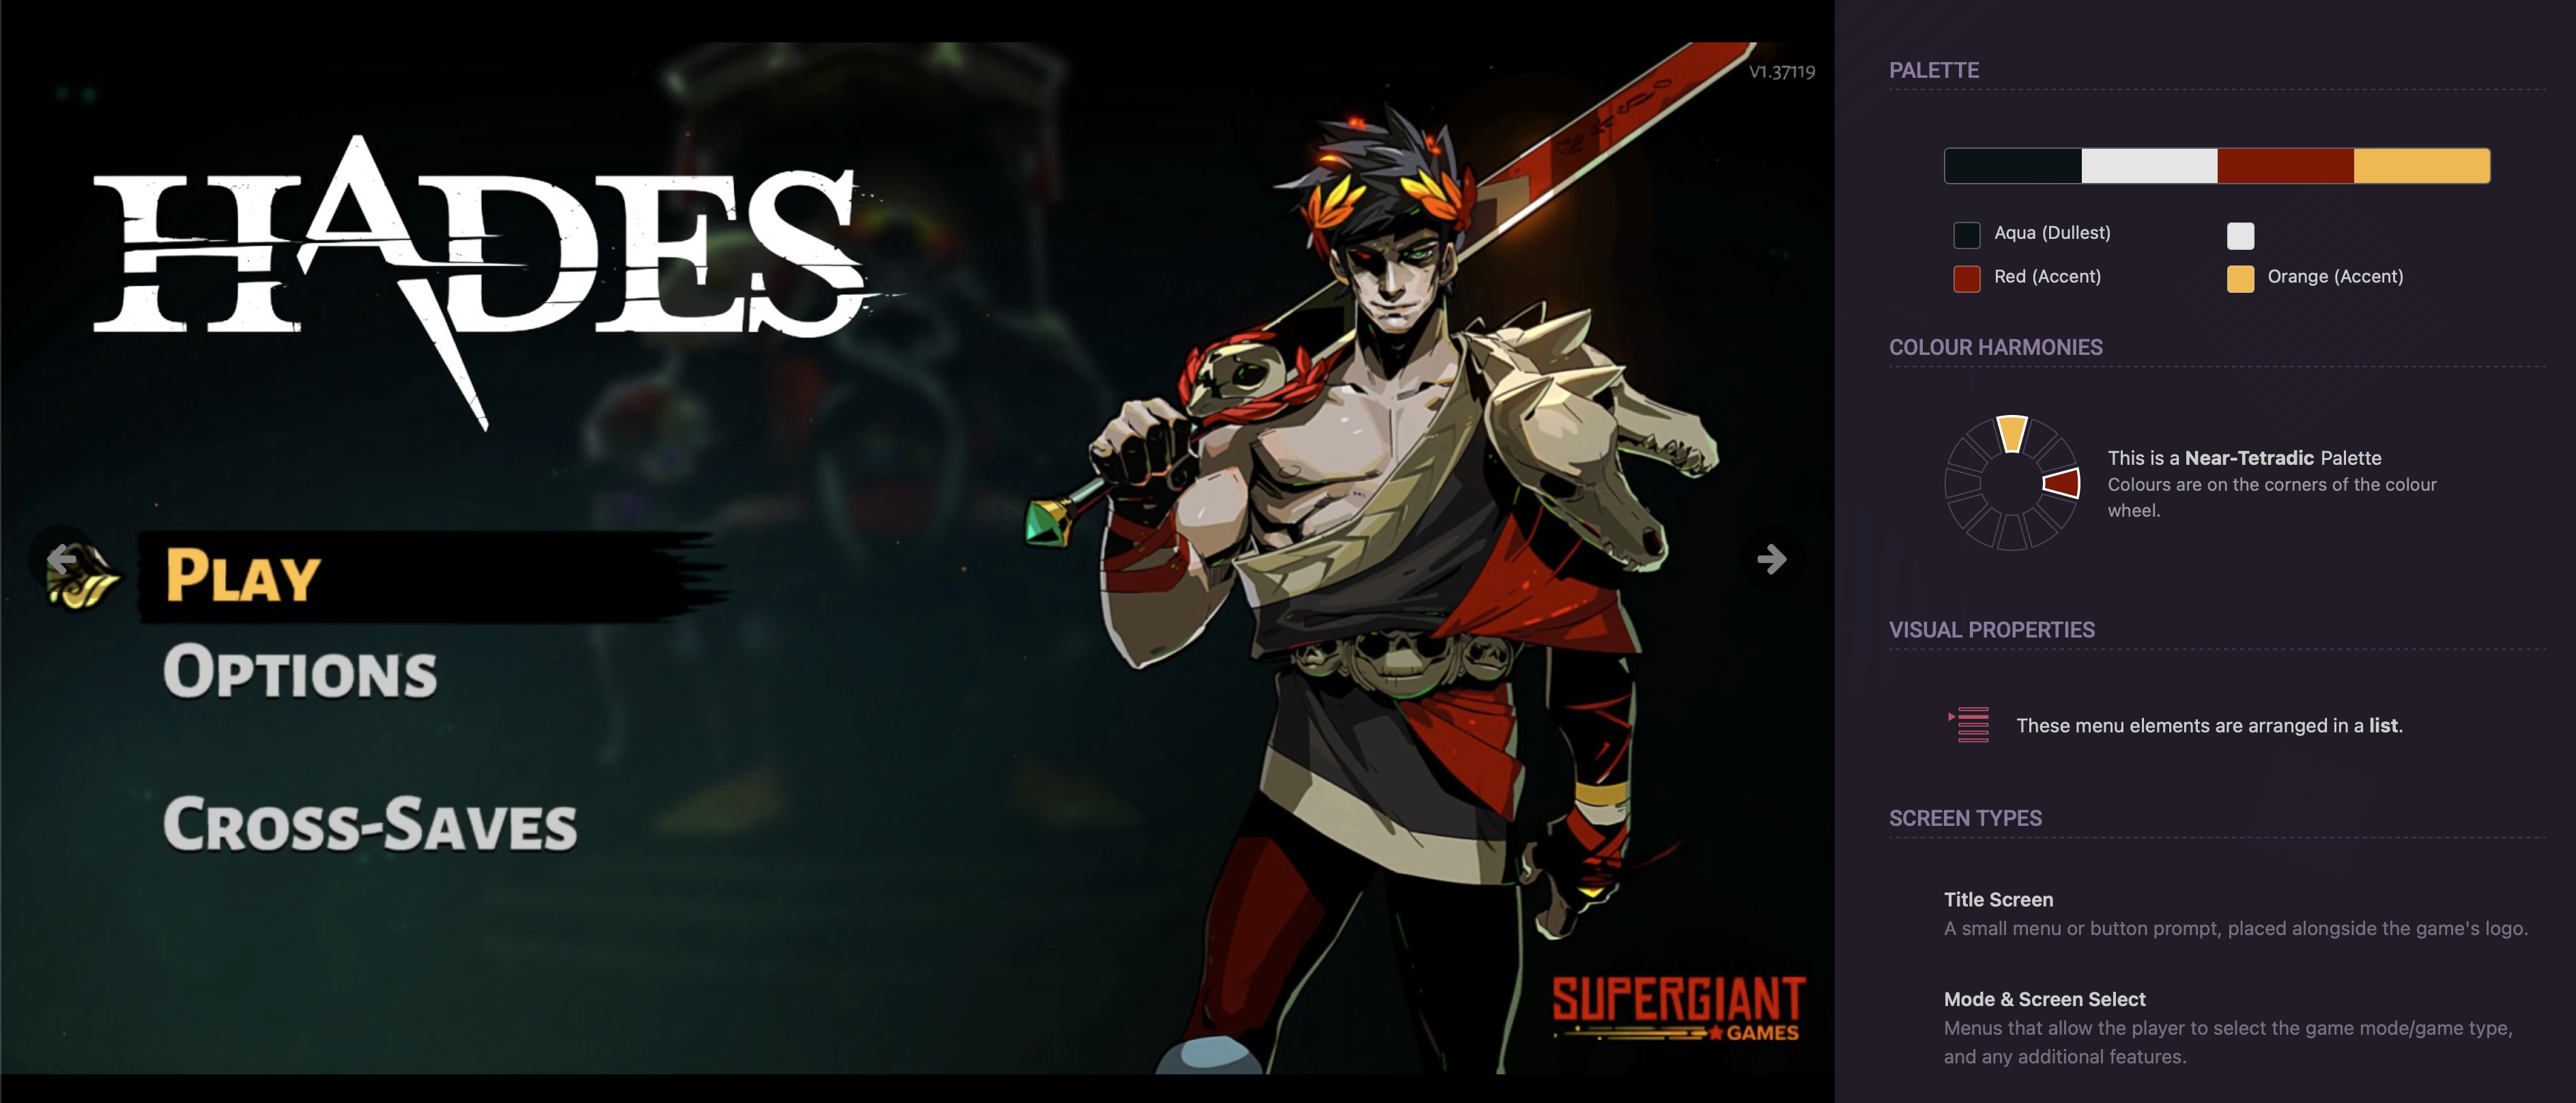 HADES
V1.37119
PLAY
OPTIONS
CROSS-SAVES
SUPERGIANT
GAMES
PALETTE
Aqua (Dullest)
Red (Accent)
Orange (Accent)
COLOUR HARMONIES
This is a Near-Tetradic Palette
Colours are on the corners of the colour
wheel.
VISUAL PROPERTIES
These menu elements are arranged in a list.
SCREEN TYPES
Title Screen
A small menu or button prompt, placed alongside the game's logo.
Mode & Screen Select
Menus that allow the player to select the game mode/game type,
and any additional features.